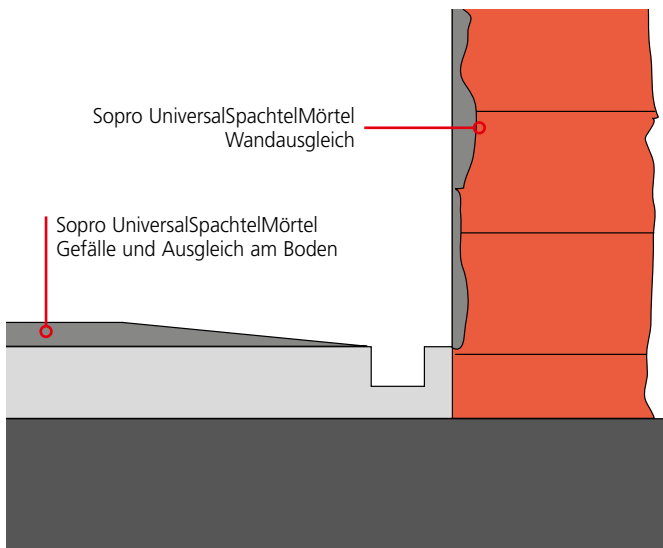 Sopro UniversalSpachtelMörtel
Wandausgleich
Sopro UniversalSpachtelMörtel
Gefälle und Ausgleich am Boden